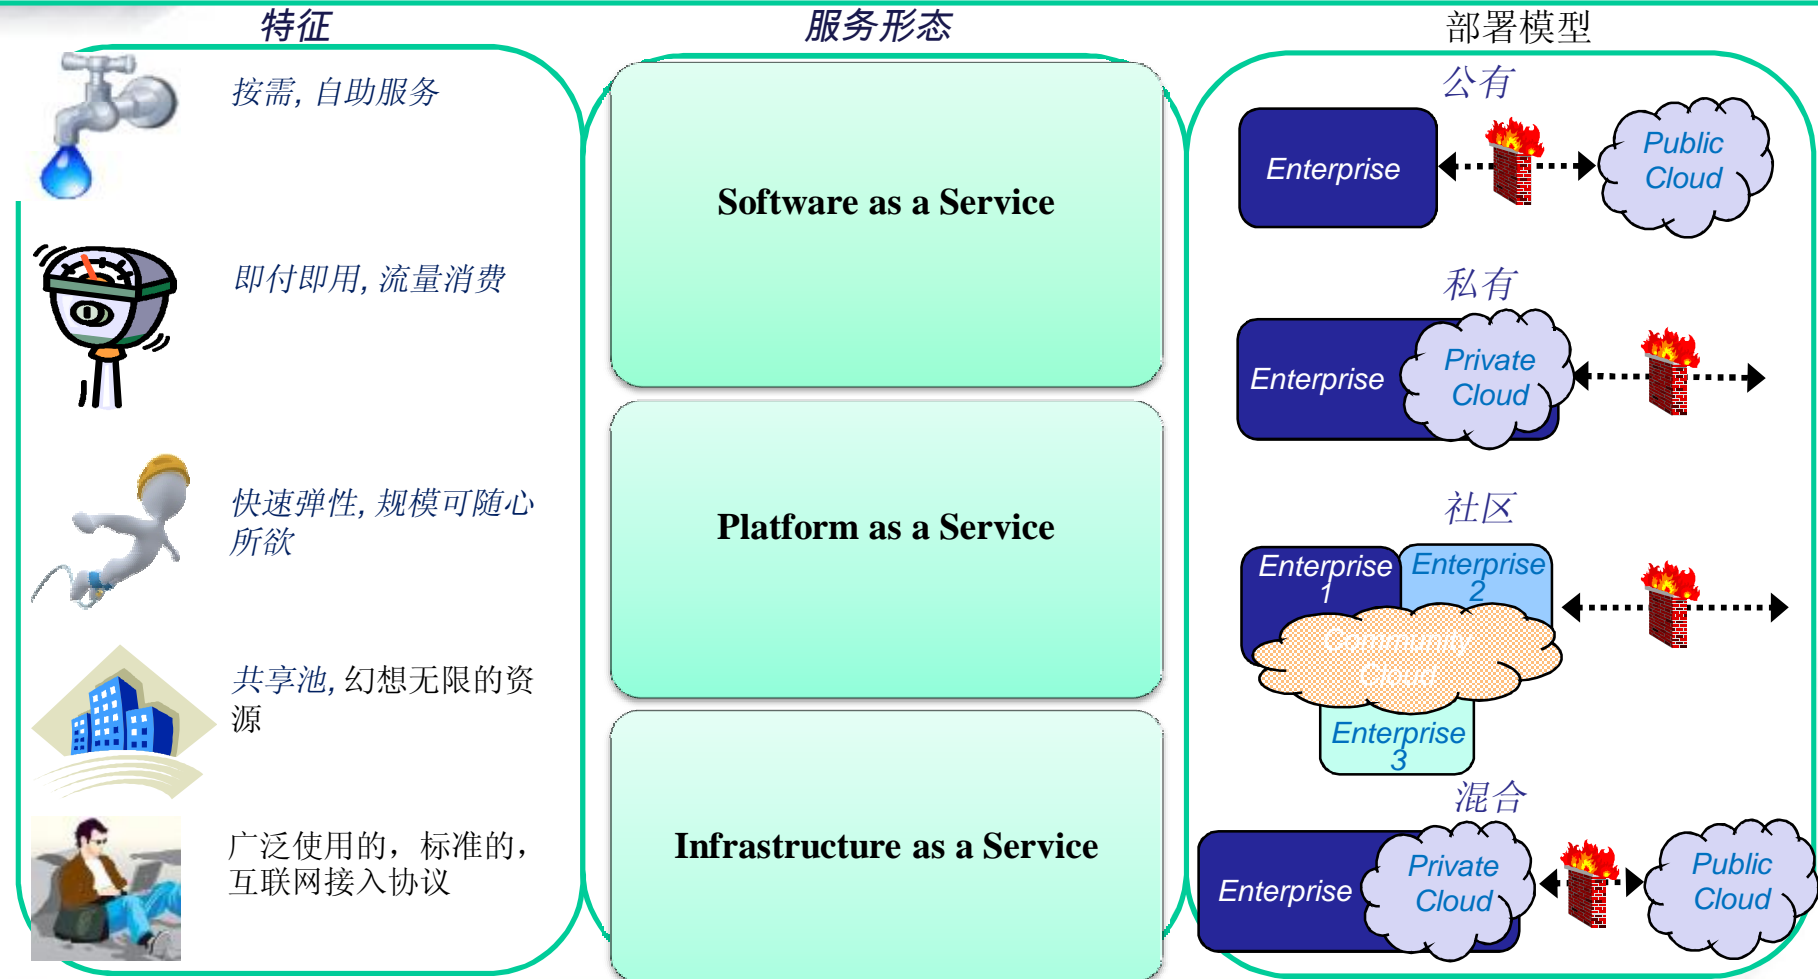 特征
按需, 自助服务
即付即用, 流量消费
快速弹性, 规模可随心
所欲
共享池, 幻想无限的资
源
广泛使用的，标准的，
互联网接入协议
服务形态
Software as a Service
Platform as a Service
Infrastructure as a Service
部署模型
公有
Enterprise
Public
Cloud
私有
Enterprise
Private
Cloud
社区
Enterprise
1
Enterprise
2
Community
Cloud
Enterprise
3
混合
Enterprise
Private
Cloud
Public
Cloud